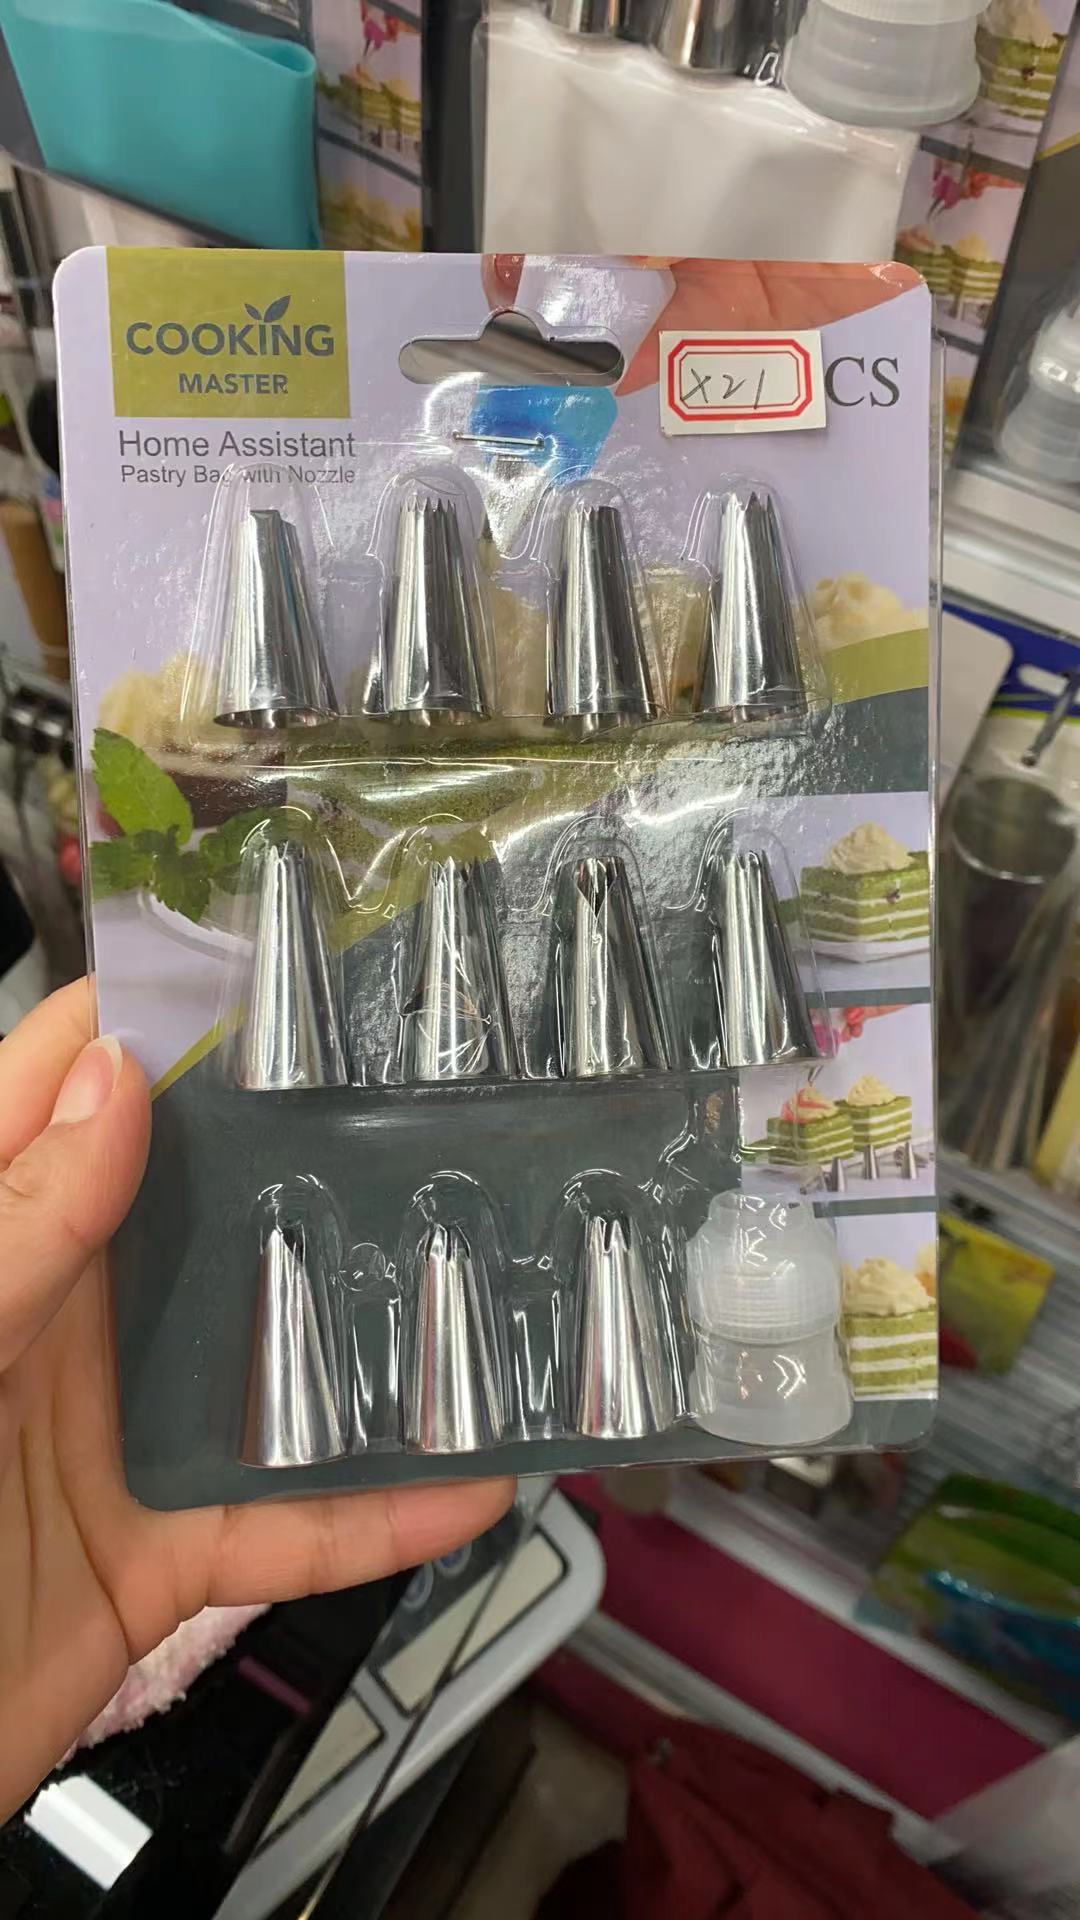 COOKING
MASTER
Home Assistant
Pastry Bag with Nozzle
X21
CS